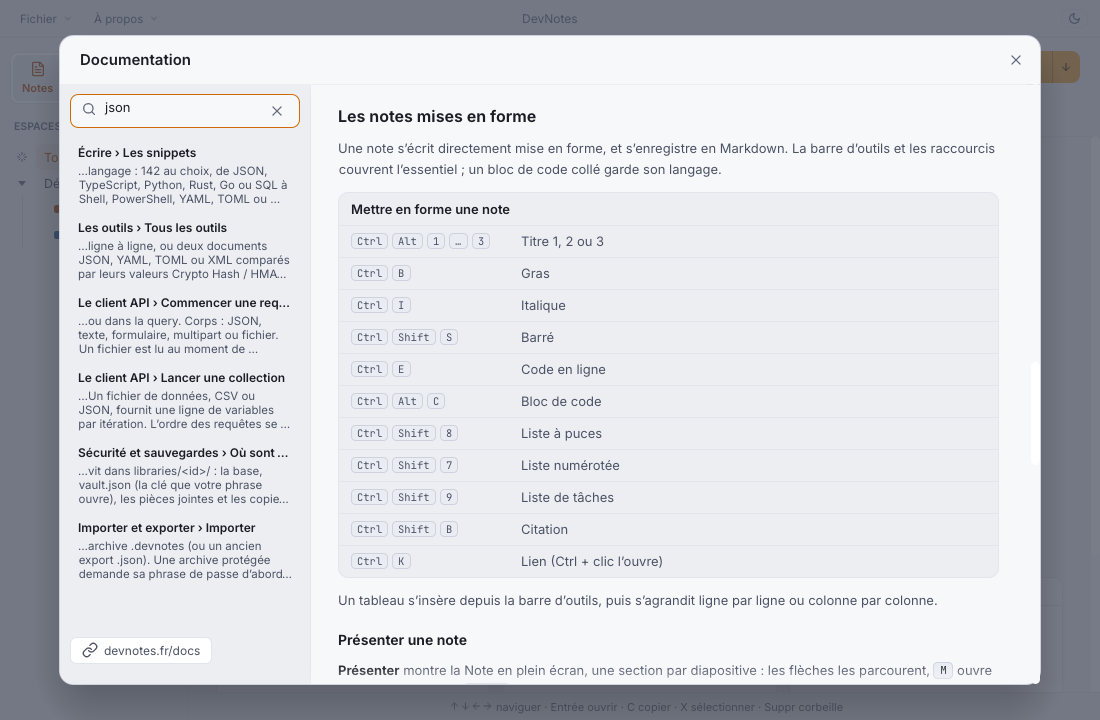 Fichier
À propos
DevNotes
Notes
ESPACES
To
Dé
Documentation
json
Écrire › Les snippets
…langage : 142 au choix, de JSON,
TypeScript, Python, Rust, Go ou SQL à
Shell, PowerShell, YAML, TOML ou …
Les outils › Tous les outils
…ligne à ligne, ou deux documents
JSON, YAML, TOML ou XML comparés
par leurs valeurs Crypto Hash / HMA…
Le client API › Commencer une req…
…ou dans la query. Corps : JSON,
texte, formulaire, multipart ou fichier.
Un fichier est lu au moment de …
Le client API › Lancer une collection
…Un fichier de données, CSV ou
JSON, fournit une ligne de variables
par itération. L’ordre des requêtes se …
Sécurité et sauvegardes › Où sont …
…vit dans libraries/<id>/ : la base,
vault.json (la clé que votre phrase
ouvre), les pièces jointes et les copie…
Importer et exporter › Importer
…archive .devnotes (ou un ancien
export .json). Une archive protégée
demande sa phrase de passe d’abord…
devnotes.fr/docs
Les notes mises en forme
Une note s’écrit directement mise en forme, et s’enregistre en Markdown. La barre d’outils et les raccourcis
couvrent l’essentiel ; un bloc de code collé garde son langage.
Mettre en forme une note
Ctrl Alt 1 … 3 Titre 1, 2 ou 3
Ctrl B Gras
Ctrl I Italique
Ctrl Shift S Barré
Ctrl E Code en ligne
Ctrl Alt C Bloc de code
Ctrl Shift 8 Liste à puces
Ctrl Shift 7 Liste numérotée
Ctrl Shift 9 Liste de tâches
Ctrl Shift B Citation
Ctrl K Lien (Ctrl + clic l’ouvre)
Un tableau s’insère depuis la barre d’outils, puis s’agrandit ligne par ligne ou colonne par colonne.
Présenter une note
Présenter montre la Note en plein écran, une section par diapositive : les flèches les parcourent, M ouvre
↑ ↓ ← → naviguer · Entrée ouvrir · C copier · X sélectionner · Suppr corbeille